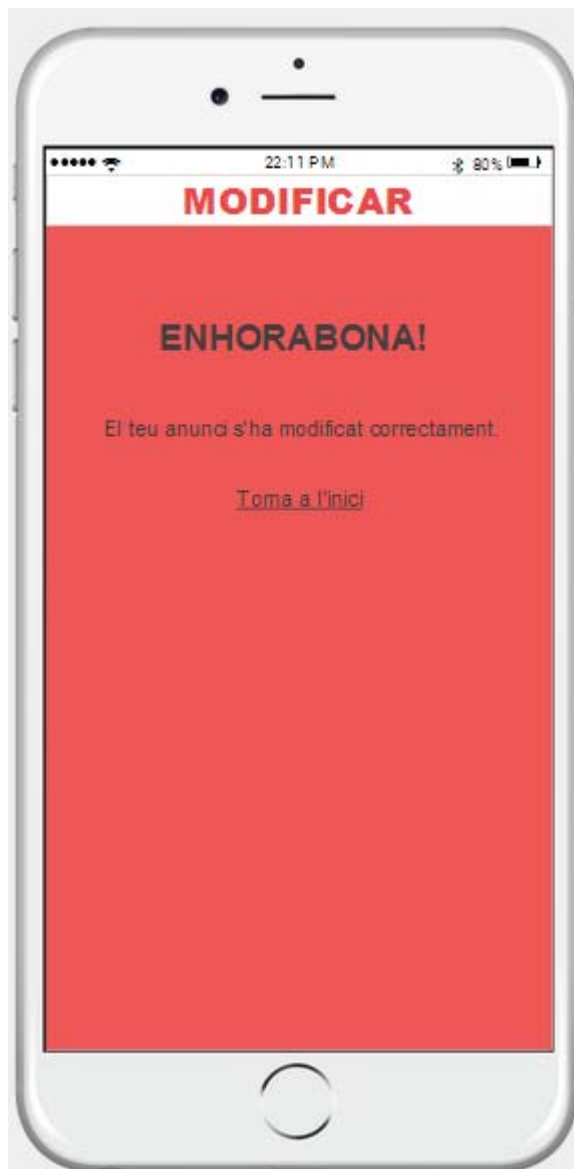 22:11 PM
80%
MODIFICAR
ENHORABONA!
El teu anunci s'ha modificat correctament.
Torna a l'inici